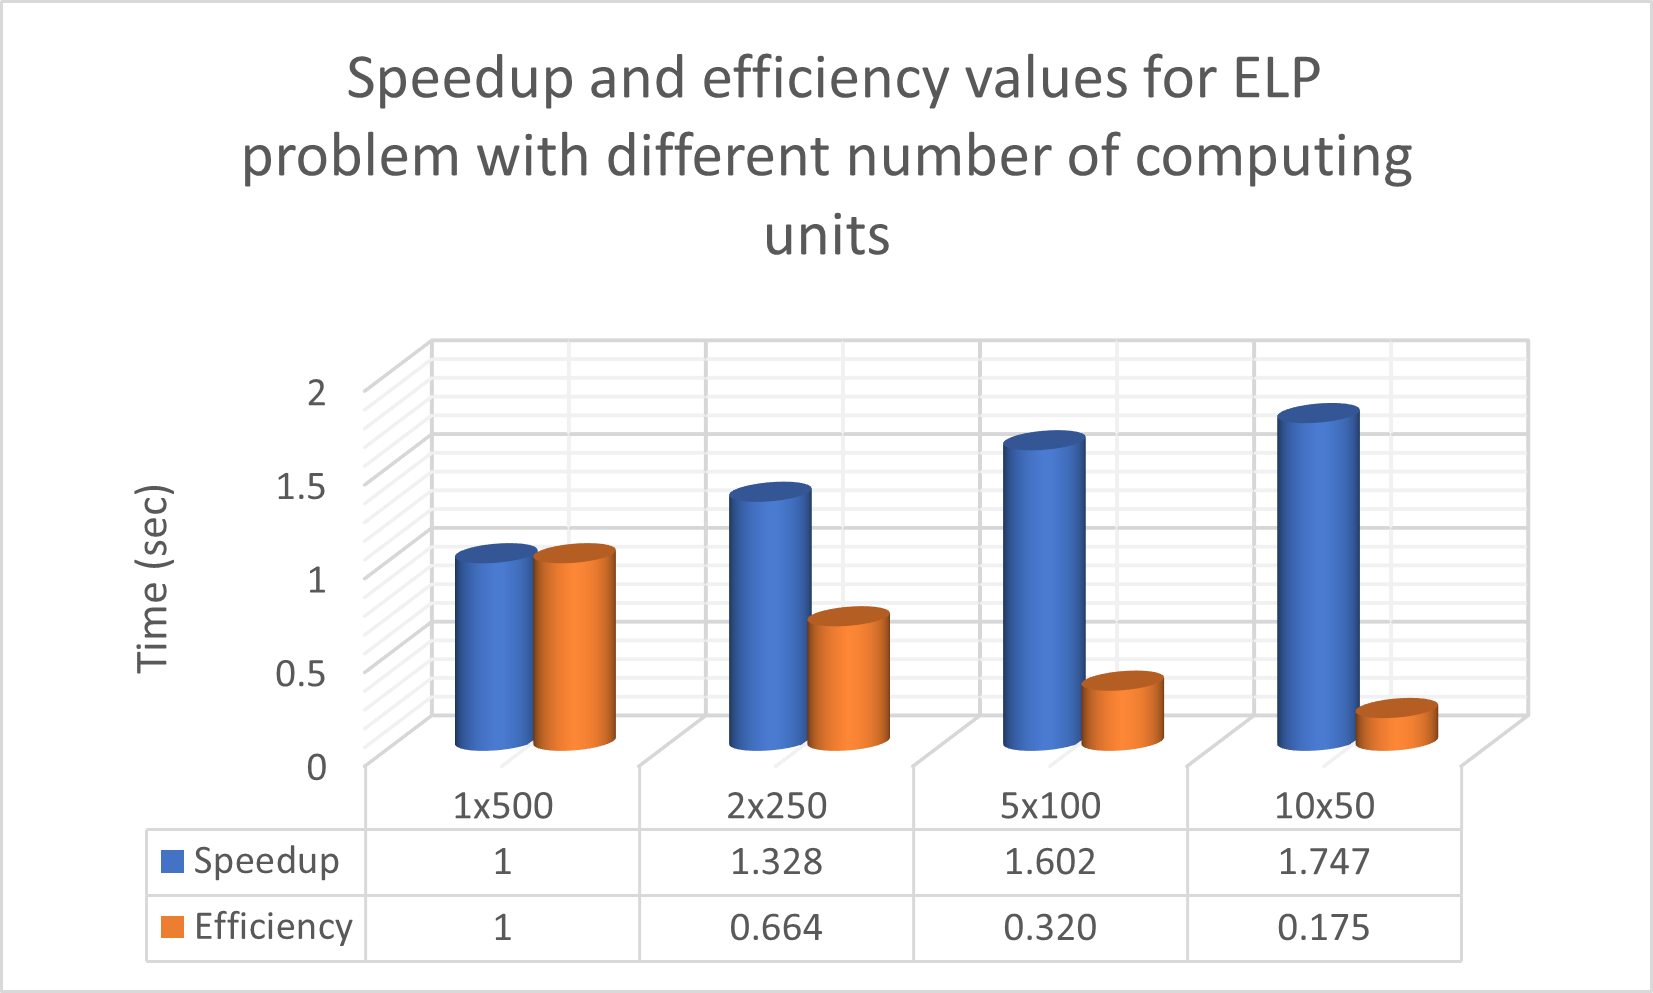 Speedup and efficiency values for ELP
problem with different number of computing
units
2
1.5
1
0.5
0
Time (sec)
1x500 2x250 5x100 10x50
Speedup 1 1.328 1.602 1.747
Efficiency 1 0.664 0.320 0.175